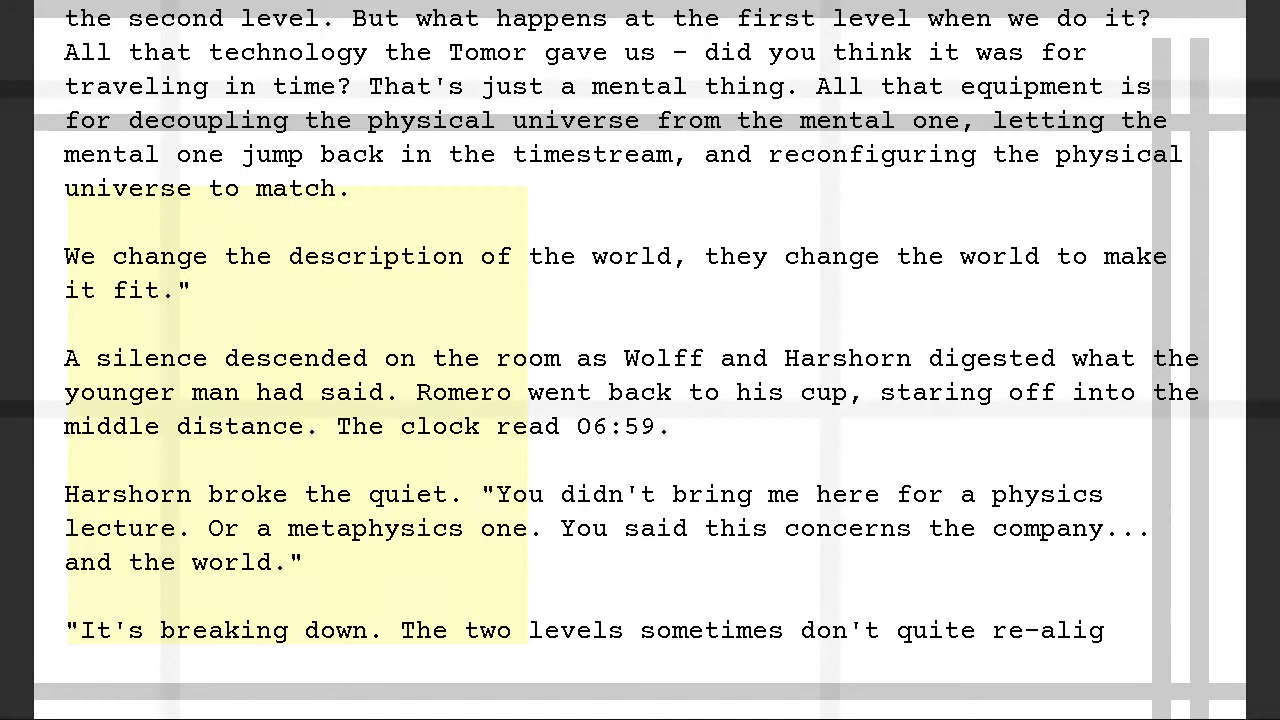 the second level. But what happens at the first level when we do it?
All that technology the Tomor gave us - did you think it was for
traveling in time? That's just a mental thing. All that equipment is
for decoupling the physical universe from the mental one, letting the
mental one jump back in the timestream, and reconfiguring the physical
universe to match.
We change the description of the world, they change the world to make
it fit."
A silence descended on the room as Wolff and Harshorn digested what the
younger man had said. Romero went back to his cup, staring off into the
middle distance. The clock read 06:59.
Harshorn broke the quiet. "You didn't bring me here for a physics
lecture. Or a metaphysics one. You said this concerns the company...
and the world."
"It's breaking down. The two levels sometimes don't quite re-alig